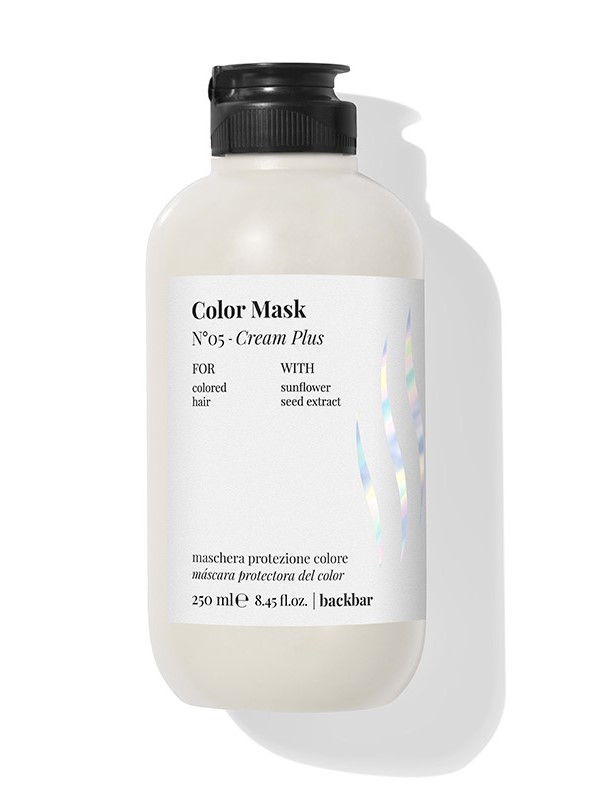 Color Mask
N°05 - Cream Plus
FOR WITH
colored sunflower
hair seed extract
maschera protezione colore
máscara protectora del color
250 ml ℮ 8.45 fl.oz. | backbar